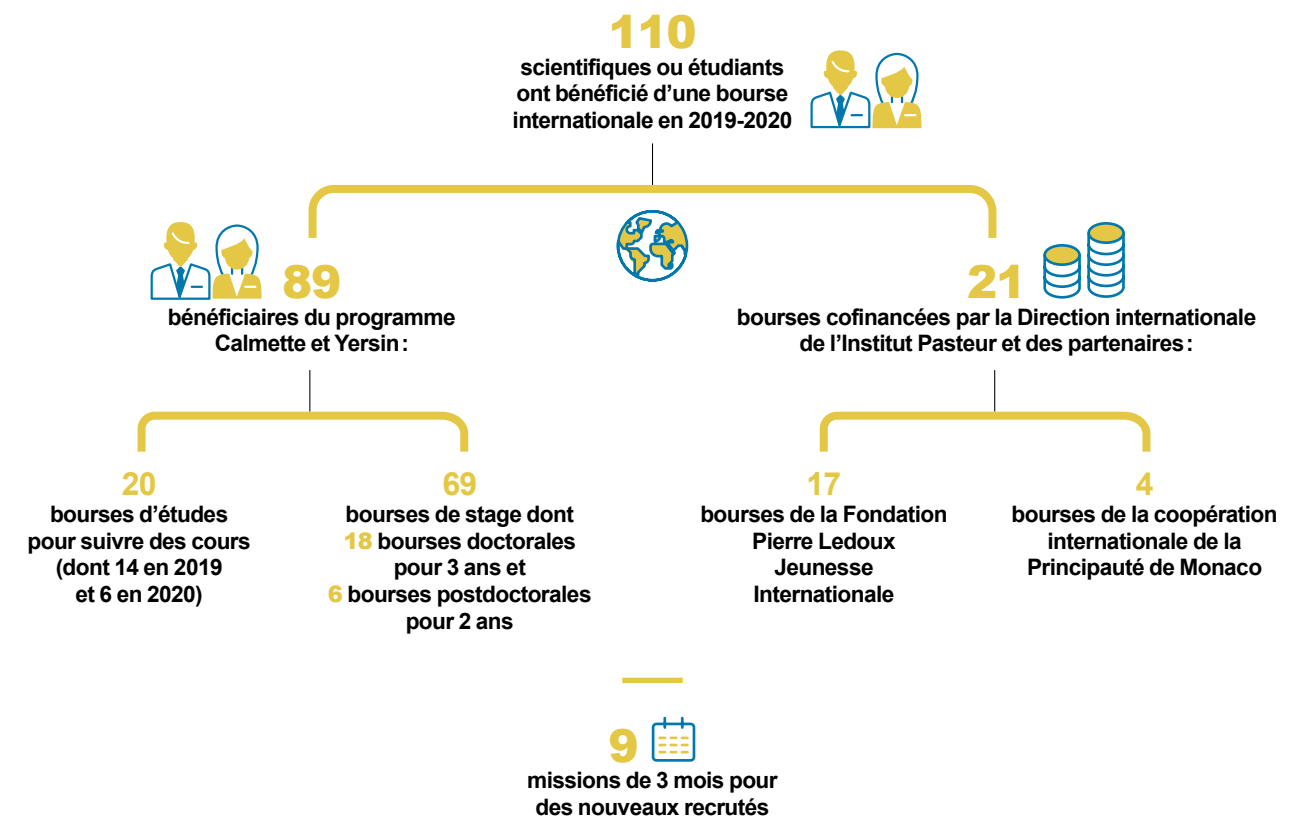 110
scientifiques ou étudiants
ont bénéficié d'une bourse
internationale en 2019-2020
89
bénéficiaires du programme
Calmette et Yersin :
21
bourses cofinancées par la Direction internationale
de l'Institut Pasteur et des partenaires :
20
bourses d'études
pour suivre des cours
(dont 14 en 2019
et 6 en 2020)
69
bourses de stage dont
18 bourses doctorales
pour 3 ans et
6 bourses postdoctorales
pour 2 ans
17
bourses de la Fondation
Pierre Ledoux
Jeunesse
Internationale
4
bourses de la coopération
internationale de la
Principauté de Monaco
9
missions de 3 mois pour
des nouveaux recrutés